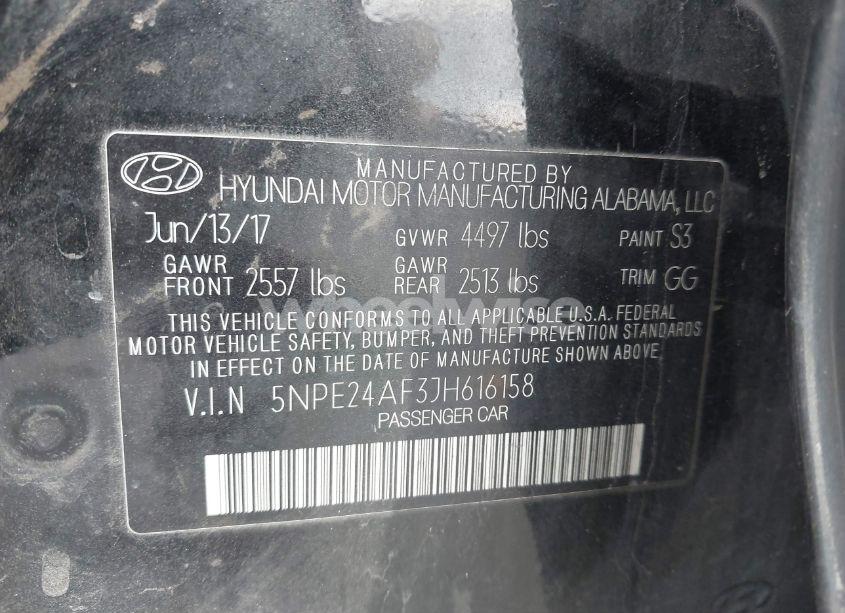 MANUFACTURED BY
HYUNDAI MOTOR MANUFACTURING ALABAMA, LLC
Jun/13/17 GVWR 4497 lbs PAINT S3
GAWR FRONT 2557 lbs GAWR REAR 2513 lbs TRIM GG
wheelwise
THIS VEHICLE CONFORMS TO ALL APPLICABLE U.S.A. FEDERAL
MOTOR VEHICLE SAFETY, BUMPER, AND THEFT PREVENTION STANDARDS
IN EFFECT ON THE DATE OF MANUFACTURE SHOWN ABOVE.
V.I.N 5NPE24AF3JH616158
PASSENGER CAR